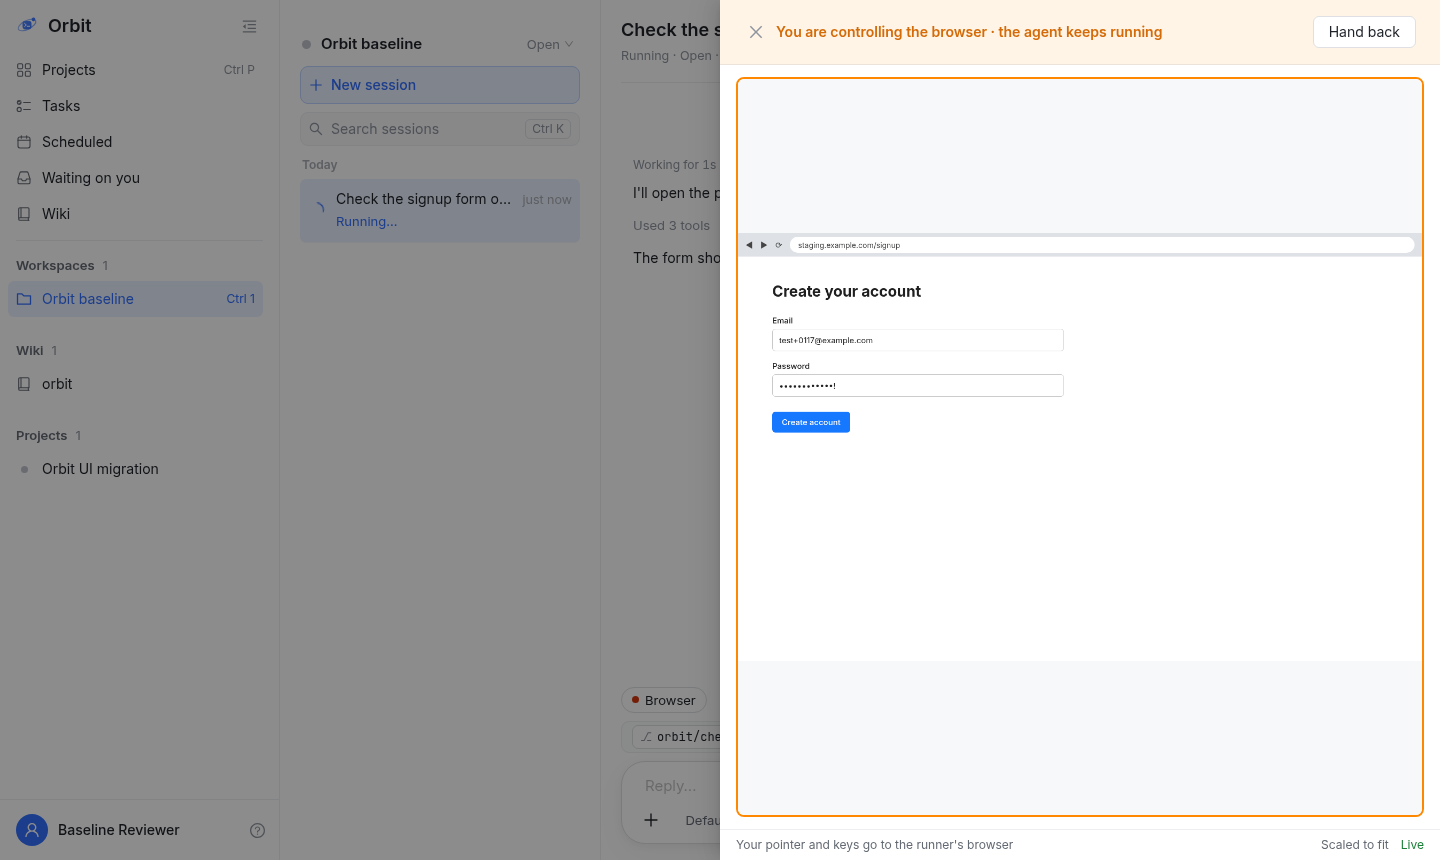 Orbit
Projects
Ctrl P
Tasks
Scheduled
Waiting on you
Wiki
Workspaces 1
Orbit baseline
Ctrl 1
Wiki 1
orbit
Projects 1
Orbit UI migration
Baseline Reviewer
Orbit baseline
Open
New session
Search sessions
Ctrl K
Today
Check the signup form o...
just now
Running...
Check the s
Running · Open ·
Working for 1s
I'll open the p
Used 3 tools
The form sho
Browser
orbit/che
Reply...
Defau
You are controlling the browser · the agent keeps running
Hand back
staging.example.com/signup
Create your account
Email
test+0117@example.com
Password
••••••••••••!
Create account
Your pointer and keys go to the runner's browser
Scaled to fit
Live